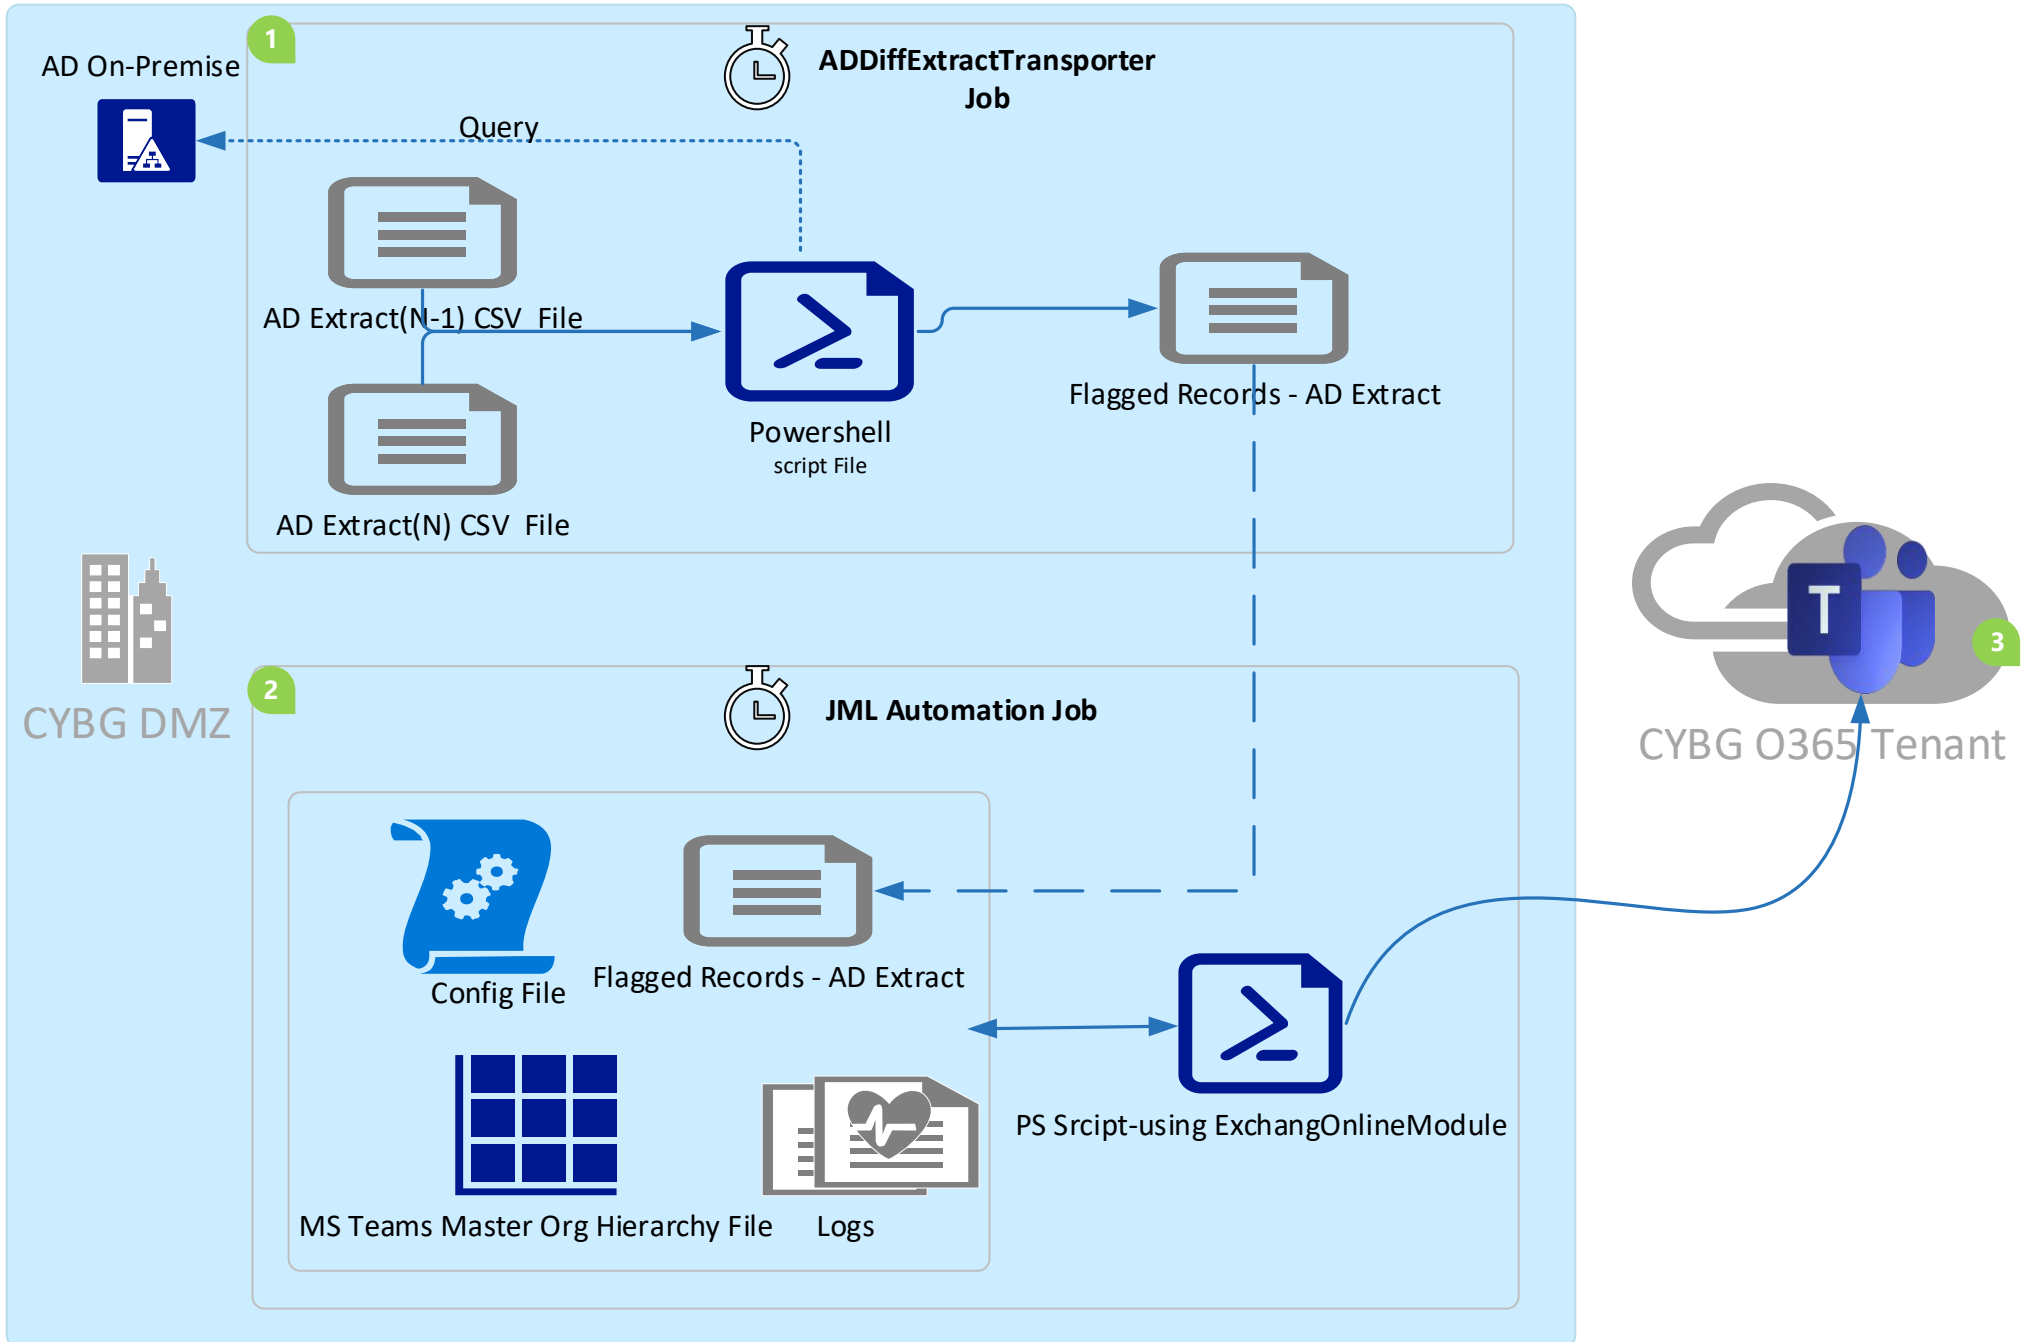 1
AD On-Premise
ADDiffExtractTransporter
Job
Query
AD Extract(N-1) CSV  File
Flagged Records - AD Extract
Powershell
script File
AD Extract(N) CSV  File
T
3
2
JML Automation Job
CYBG DMZ
CYBG O365 Tenant
Config File
Flagged Records - AD Extract
PS Srcipt-using ExchangOnlineModule
MS Teams Master Org Hierarchy File
Logs